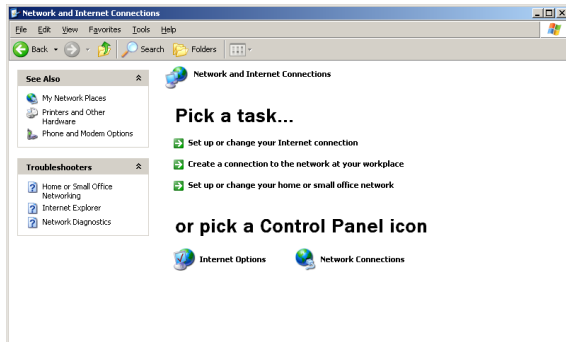 Network and Internet Connections
File Edit View Favorites Tools Help
Back Search Folders
See Also
My Network Places
Printers and Other
Hardware
Phone and Modem Options
Troubleshooters
Home or Small Office
Networking
Internet Explorer
Network Diagnostics
Network and Internet Connections
Pick a task...
Set up or change your Internet connection
Create a connection to the network at your workplace
Set up or change your home or small office network
or pick a Control Panel icon
Internet Options Network Connections